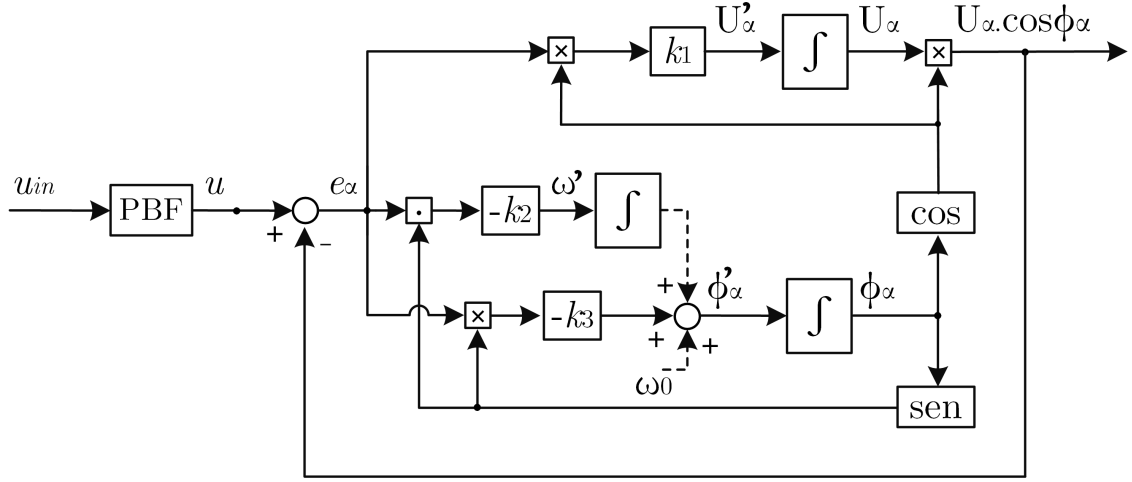 U'α Uα Uα.cosϕα
× k1 ∫ ×
uin u eα ω'
PBF · -k2 ∫ cos
+ -
+ ϕ'α ϕα
× -k3 ∫
+ +
ω0
sen